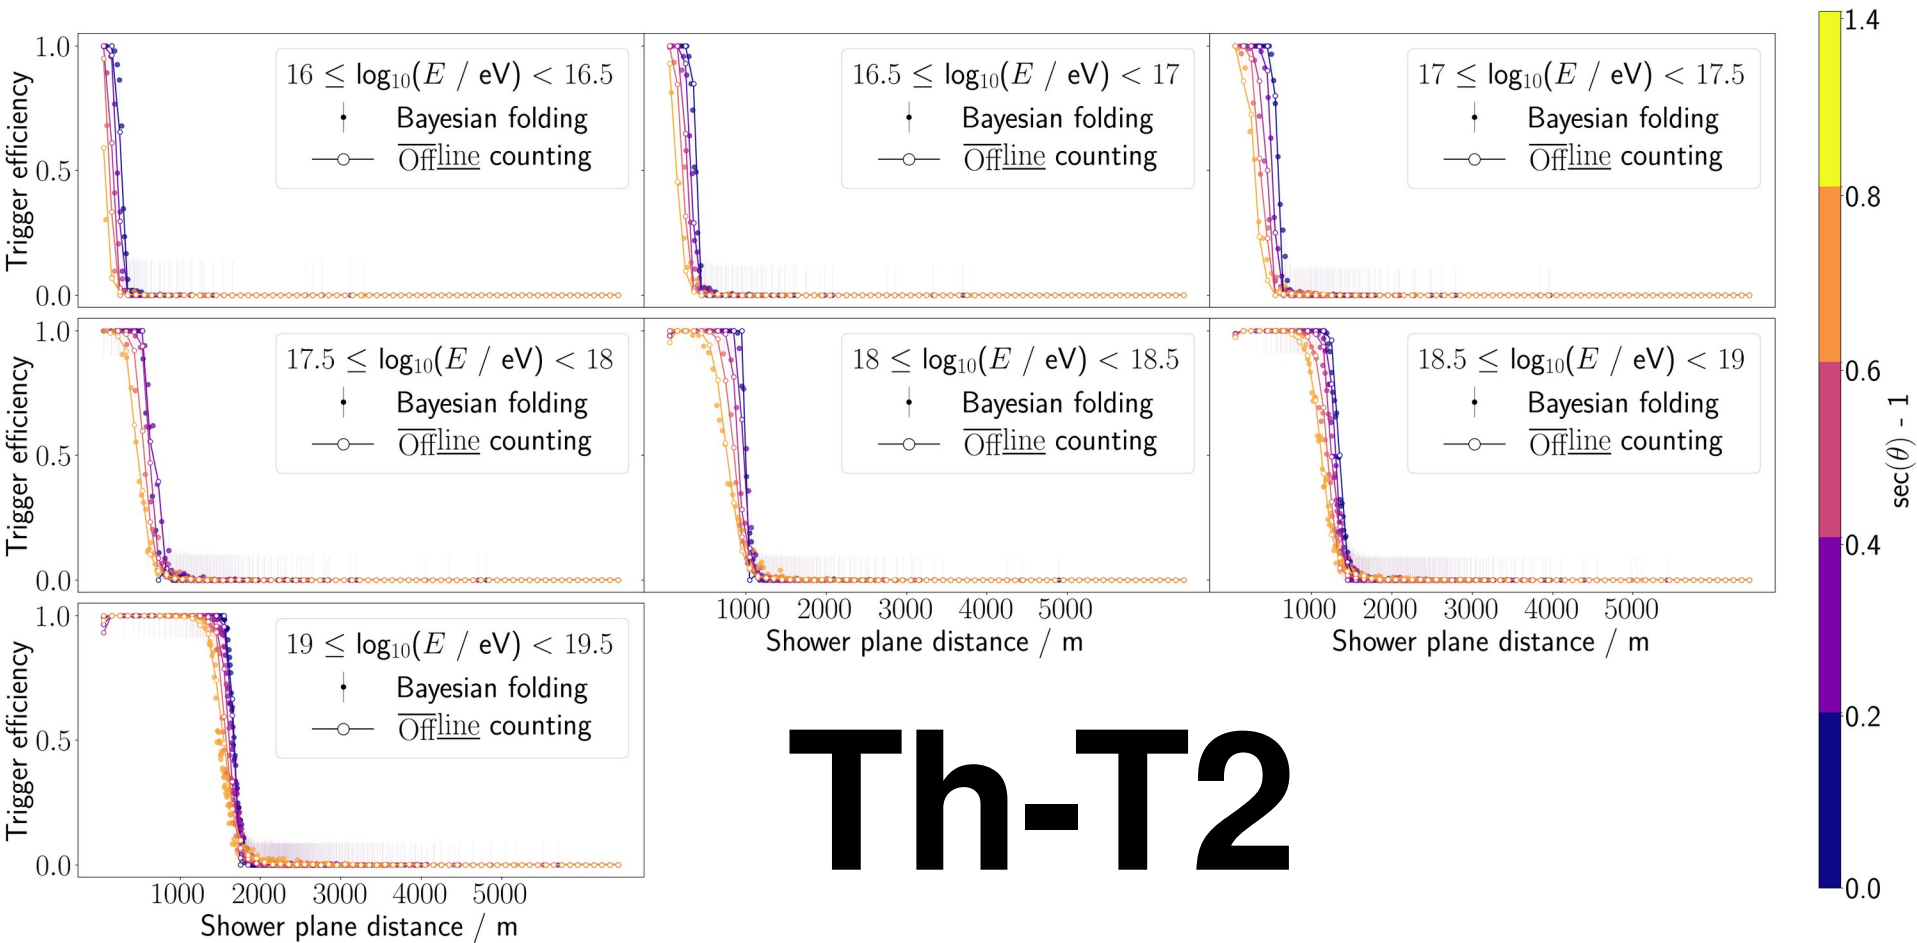 1.0
0.5
0.0
Trigger efficiency
16 ≤ log₁₀(E / eV) < 16.5
Bayesian folding
Offline counting
16.5 ≤ log₁₀(E / eV) < 17
Bayesian folding
Offline counting
17 ≤ log₁₀(E / eV) < 17.5
Bayesian folding
Offline counting
1.0
0.5
0.0
Trigger efficiency
17.5 ≤ log₁₀(E / eV) < 18
Bayesian folding
Offline counting
18 ≤ log₁₀(E / eV) < 18.5
Bayesian folding
Offline counting
1000 2000 3000 4000 5000
Shower plane distance / m
18.5 ≤ log₁₀(E / eV) < 19
Bayesian folding
Offline counting
1000 2000 3000 4000 5000
Shower plane distance / m
1.0
0.5
0.0
Trigger efficiency
19 ≤ log₁₀(E / eV) < 19.5
Bayesian folding
Offline counting
1000 2000 3000 4000 5000
Shower plane distance / m
Th-T2
1.4
0.8
0.6
0.4
0.2
0.0
sec(θ) - 1